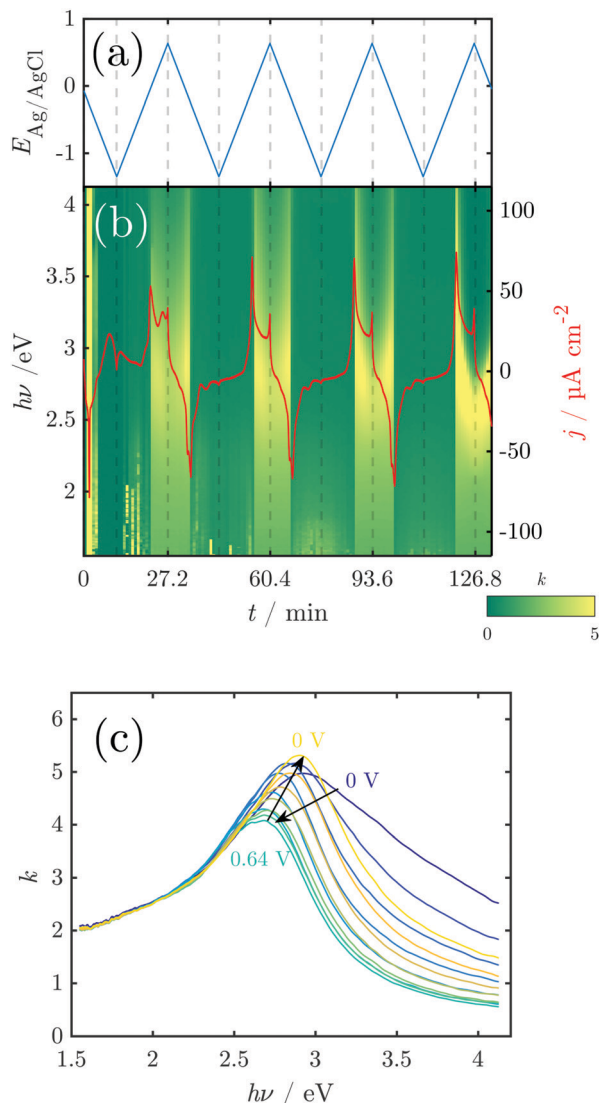 (a)
E Ag/AgCl
1
0
-1
(b)
hν /eV
4
3.5
3
2.5
2
100
50
0
-50
-100
j / μA cm-2
0 27.2 60.4 93.6 126.8
t / min
k
0 5
(c)
k
6
5
4
3
2
1
0
0 V
0 V
0.64 V
1.5 2 2.5 3 3.5 4
hν / eV